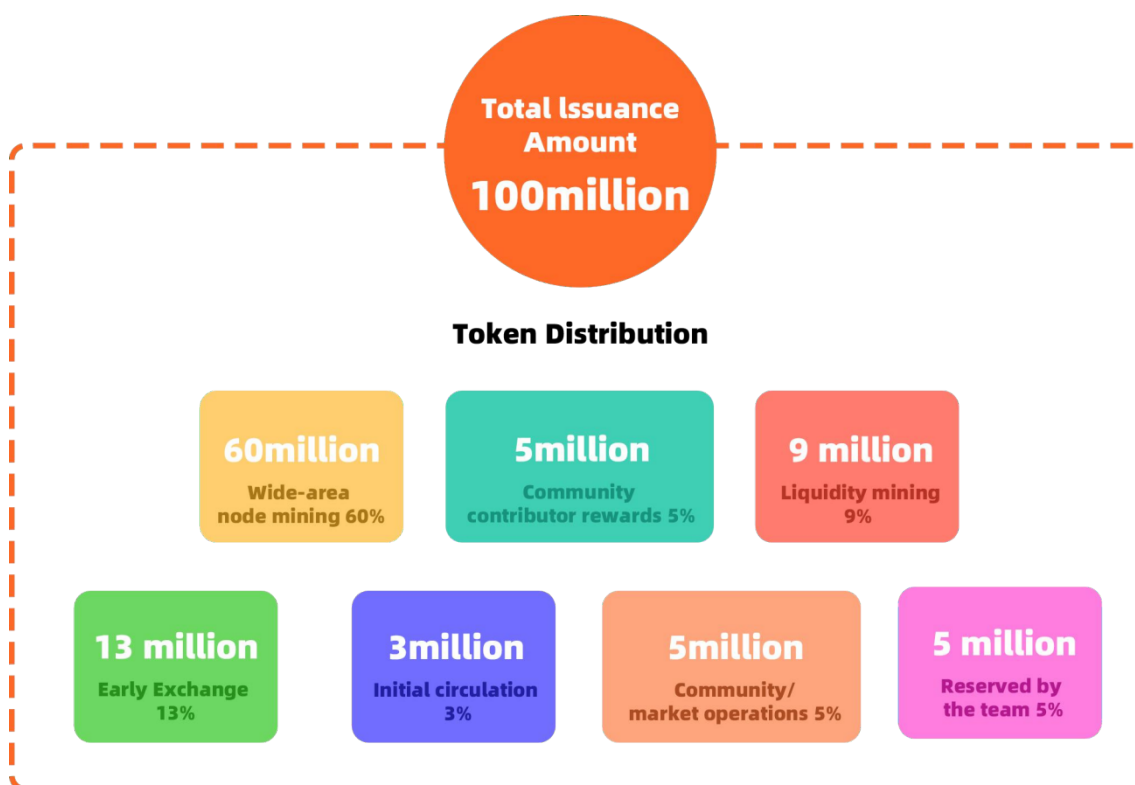 Total Issuance
Amount
100million
Token Distribution
60million
Wide-area
node mining 60%
5million
Community
contributor rewards 5%
9 million
Liquidity mining
9%
13 million
Early Exchange
13%
3million
Initial circulation
3%
5million
Community/
market operations 5%
5 million
Reserved by
the team 5%